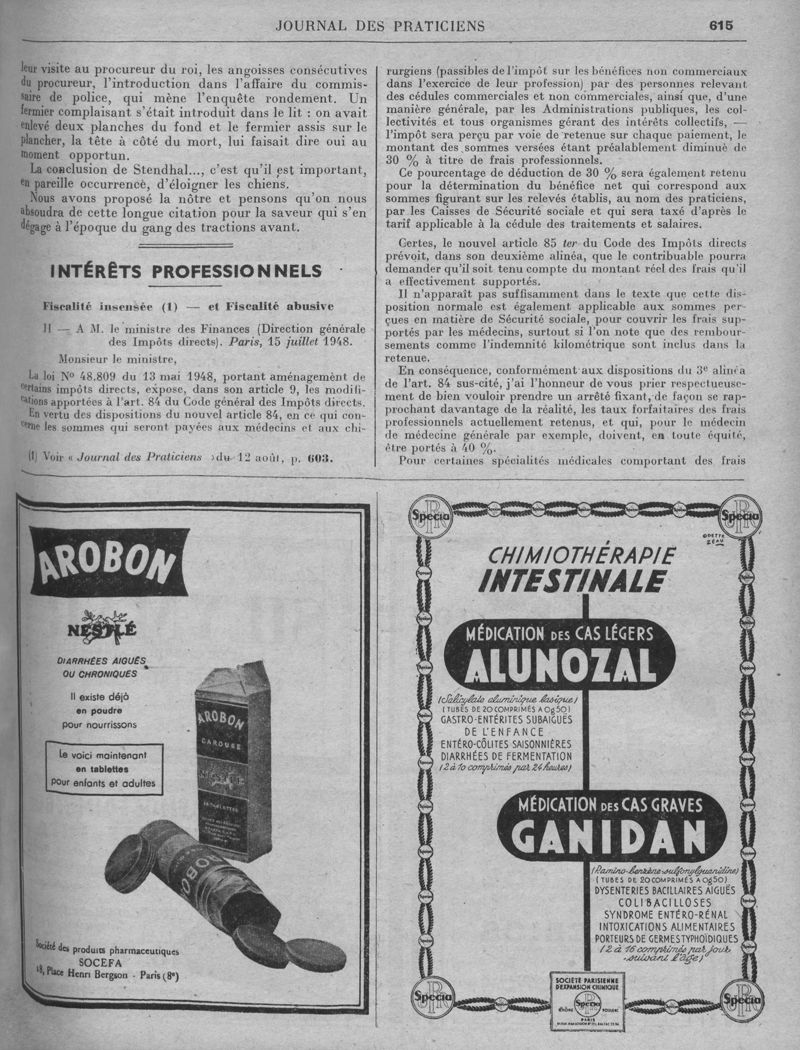 JOURNAL DES PRATICIENS 615
leur visite au procureur du roi, les angoisses consécutives
du procureur, l'introduction dans l'affaire du commis-
saire de police, qui mène l'enquête rondement. Un
fermier complaisant s'était introduit dans le lit : on avait
enlevé deux planches du fond et le fermier assis sur le
plancher, la tête à côté du mort, lui faisait dire oui au
moment opportun.
La conclusion de Stendhal..., c'est qu'il est important,
en pareille occurrence, d'éloigner les chiens.
Nous avons proposé la nôtre et pensons qu'on nous
absoudra de cette longue citation pour la saveur qui s'en
dégage à l'époque du gang des tractions avant.
INTÉRÊTS PROFESSIONNELS
Fiscalité insensée (1) — et Fiscalité abusive
II — A M. le ministre des Finances (Direction générale
des Impôts directs). Paris, 15 juillet 1948.
Monsieur le ministre,
La loi N° 48.809 du 13 mai 1948, portant aménagement de
certains impôts directs, expose, dans son article 9, les modifi-
cations apportées à l'art. 84 du Code général des Impôts directs.
En vertu des dispositions du nouvel article 84, en ce qui con-
cerne les sommes qui seront payées aux médecins et aux chi-
(1) Voir « Journal des Praticiens » du 12 août, p. 603.
rurgiens (passibles de l'impôt sur les bénéfices non commerciaux
dans l'exercice de leur profession) par des personnes relevant
des cédules commerciales et non commerciales, ainsi que, d'une
manière générale, par les Administrations publiques, les col-
lectivités et tous organismes gérant des intérêts collectifs, —
l'impôt sera perçu par voie de retenue sur chaque paiement, le
montant des sommes versées étant préalablement diminué de
30 % à titre de frais professionnels.
Ce pourcentage de déduction de 30 % sera également retenu
pour la détermination du bénéfice net qui correspond aux
sommes figurant sur les relevés établis, au nom des praticiens,
par les Caisses de Sécurité sociale et qui sera taxé d'après le
tarif applicable à la cédule des traitements et salaires.
Certes, le nouvel article 85 ter du Code des Impôts directs
prévoit, dans son deuxième alinéa, que le contribuable pourra
demander qu'il soit tenu compte du montant réel des frais qu'il
a effectivement supportés.
Il n'apparaît pas suffisamment dans le texte que cette dis-
position normale est également applicable aux sommes per-
çues en matière de Sécurité sociale, pour couvrir les frais sup-
portés par les médecins, surtout si l'on note que des rembour-
sements comme l'indemnité kilométrique sont inclus dans la
retenue.
En conséquence, conformément aux dispositions du 3e alinéa
de l'art. 84 sus-cité, j'ai l'honneur de vous prier respectueuse-
ment de bien vouloir prendre un arrêté fixant, de façon se rap-
prochant davantage de la réalité, les taux forfaitaires des frais
professionnels actuellement retenus, et qui, pour le médecin
de médecine générale par exemple, doivent, en toute équité,
être portés à 40 %.
Pour certaines spécialités médicales comportant des frais
AROBON
NESTLÉ
DIARRHÉES AIGUËS
OU CHRONIQUES
Il existe déjà
en poudre
pour nourrissons
Le voici maintenant
en tablettes
pour enfants et adultes
AROBON
CAROUBE
NESTLÉ
AROBON
Société des produits pharmaceutiques
SOCEFA
18, Place Henri Bergson - Paris (8e)
Specia
Specia
ODETTE
ZÉAU
CHIMIOTHÉRAPIE
INTESTINALE
MÉDICATION DES CAS LÉGERS
ALUNOZAL
(Salicylate aluminique basique)
(TUBES DE 20 COMPRIMÉS A 0g50)
GASTRO-ENTÉRITES SUBAIGUËS
DE L'ENFANCE
ENTÉRO-COLITES SAISONNIÈRES
DIARRHÉES DE FERMENTATION
(2 à 10 comprimés par 24 heures)
MÉDICATION DES CAS GRAVES
GANIDAN
(Pamino-benzène-sulfonylguanidine)
(TUBES DE 20 COMPRIMÉS A 0g50)
DYSENTERIES BACILLAIRES AIGUËS
COLIBACILLOSES
SYNDROME ENTÉRO-RÉNAL
INTOXICATIONS ALIMENTAIRES
PORTEURS DE GERMES TYPHOÏDIQUES
(2 à 16 comprimés par jour
suivant l'âge)
Specia
SOCIÉTÉ PARISIENNE
D'EXPANSION CHIMIQUE
Specia
RHÔNE POULENC
PARIS
Specia